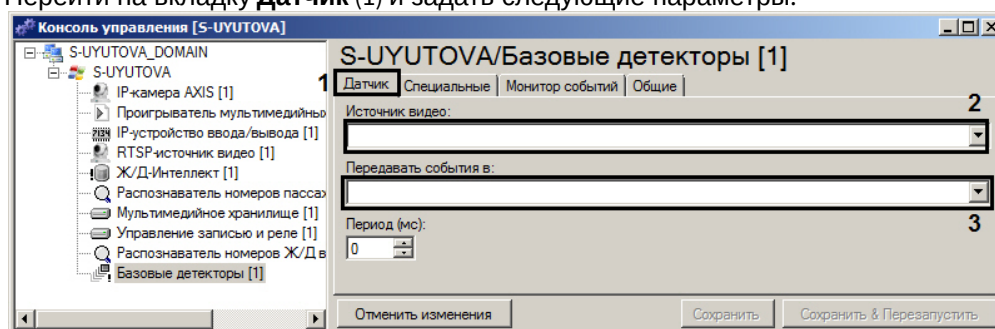 Перейти на вкладку Датчик (1) и задать следующие параметры:
Консоль управления [S-UYUTOVA]
S-UYUTOVA_DOMAIN
S-UYUTOVA
IP-камера AXIS [1]
Проигрыватель мультимедийных
IP-устройство ввода/вывода [1]
RTSP-источник видео [1]
Ж/Д-Интеллект [1]
Распознаватель номеров пассаж
Мультимедийное хранилище [1]
Управление записью и реле [1]
Распознаватель номеров Ж/Д в
Базовые детекторы [1]
S-UYUTOVA/Базовые детекторы [1]
1
Датчик Специальные Монитор событий Общие
2
Источник видео:
Передавать события в:
3
Период (мс):
0
Отменить изменения Сохранить Сохранить & Перезапустить